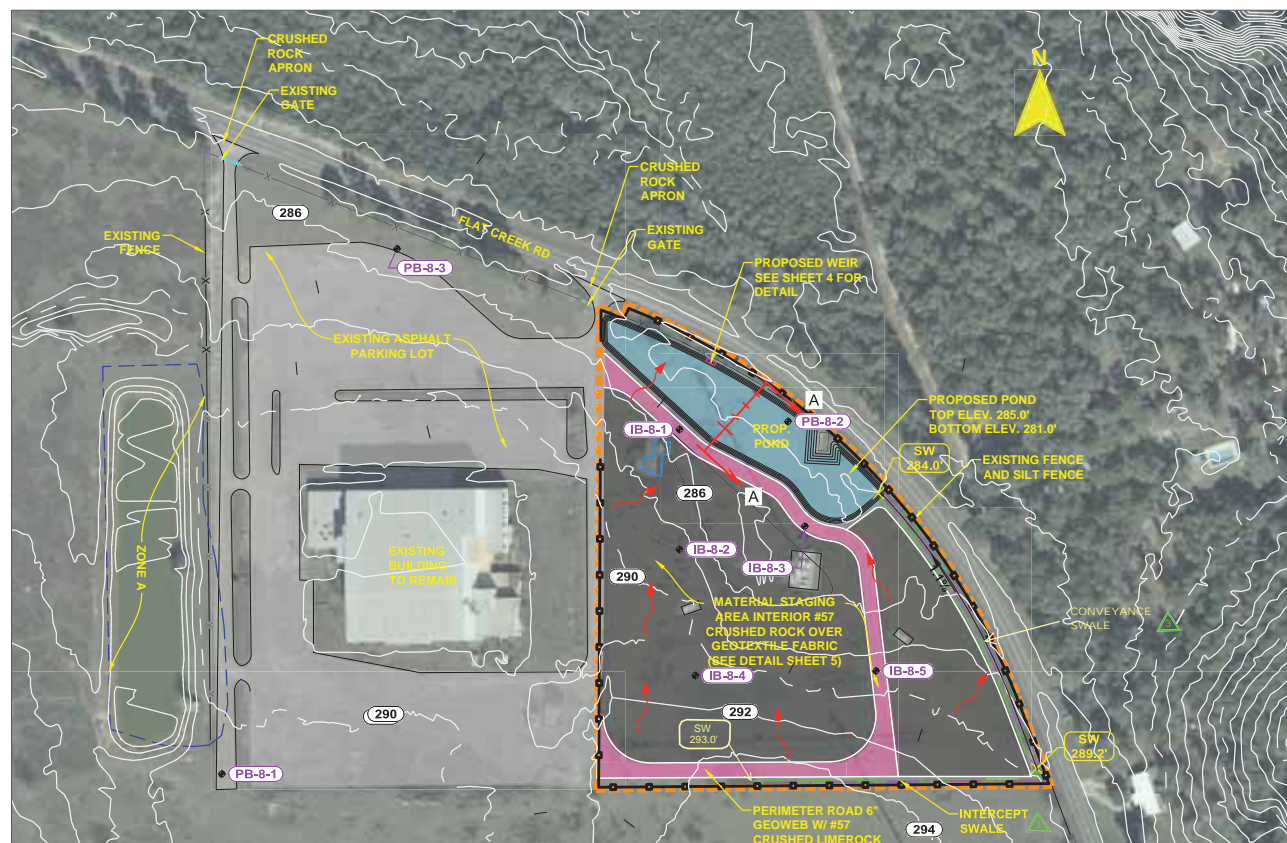 CRUSHED
ROCK
APRON
EXISTING
GATE
N
CRUSHED
ROCK
APRON
286
FLAT CREEK RD
EXISTING
FENCE
EXISTING
GATE
PB-8-3
PROPOSED WEIR
SEE SHEET 4 FOR
DETAIL
EXISTING ASPHALT
PARKING LOT
A
PROPOSED POND
TOP ELEV. 285.0'
BOTTOM ELEV. 281.0'
IB-8-1
PB-8-2
PROP.
POND
SW
284.0'
EXISTING FENCE
AND SILT FENCE
286
A
EXISTING
BUILDING
TO REMAIN
IB-8-2
IB-8-3
ZONE A
290
1.1%
MATERIAL STAGING
AREA INTERIOR #57
CRUSHED ROCK OVER
GEOTEXTILE FABRIC
(SEE DETAIL SHEET 5)
CONVEYANCE
SWALE
3
IB-8-4
IB-8-5
290
292
SW
293.0'
SW
289.2'
PB-8-1
PERIMETER ROAD 6"
GEOWEB W/ #57
CRUSHED LIMEROCK
INTERCEPT
SWALE
294